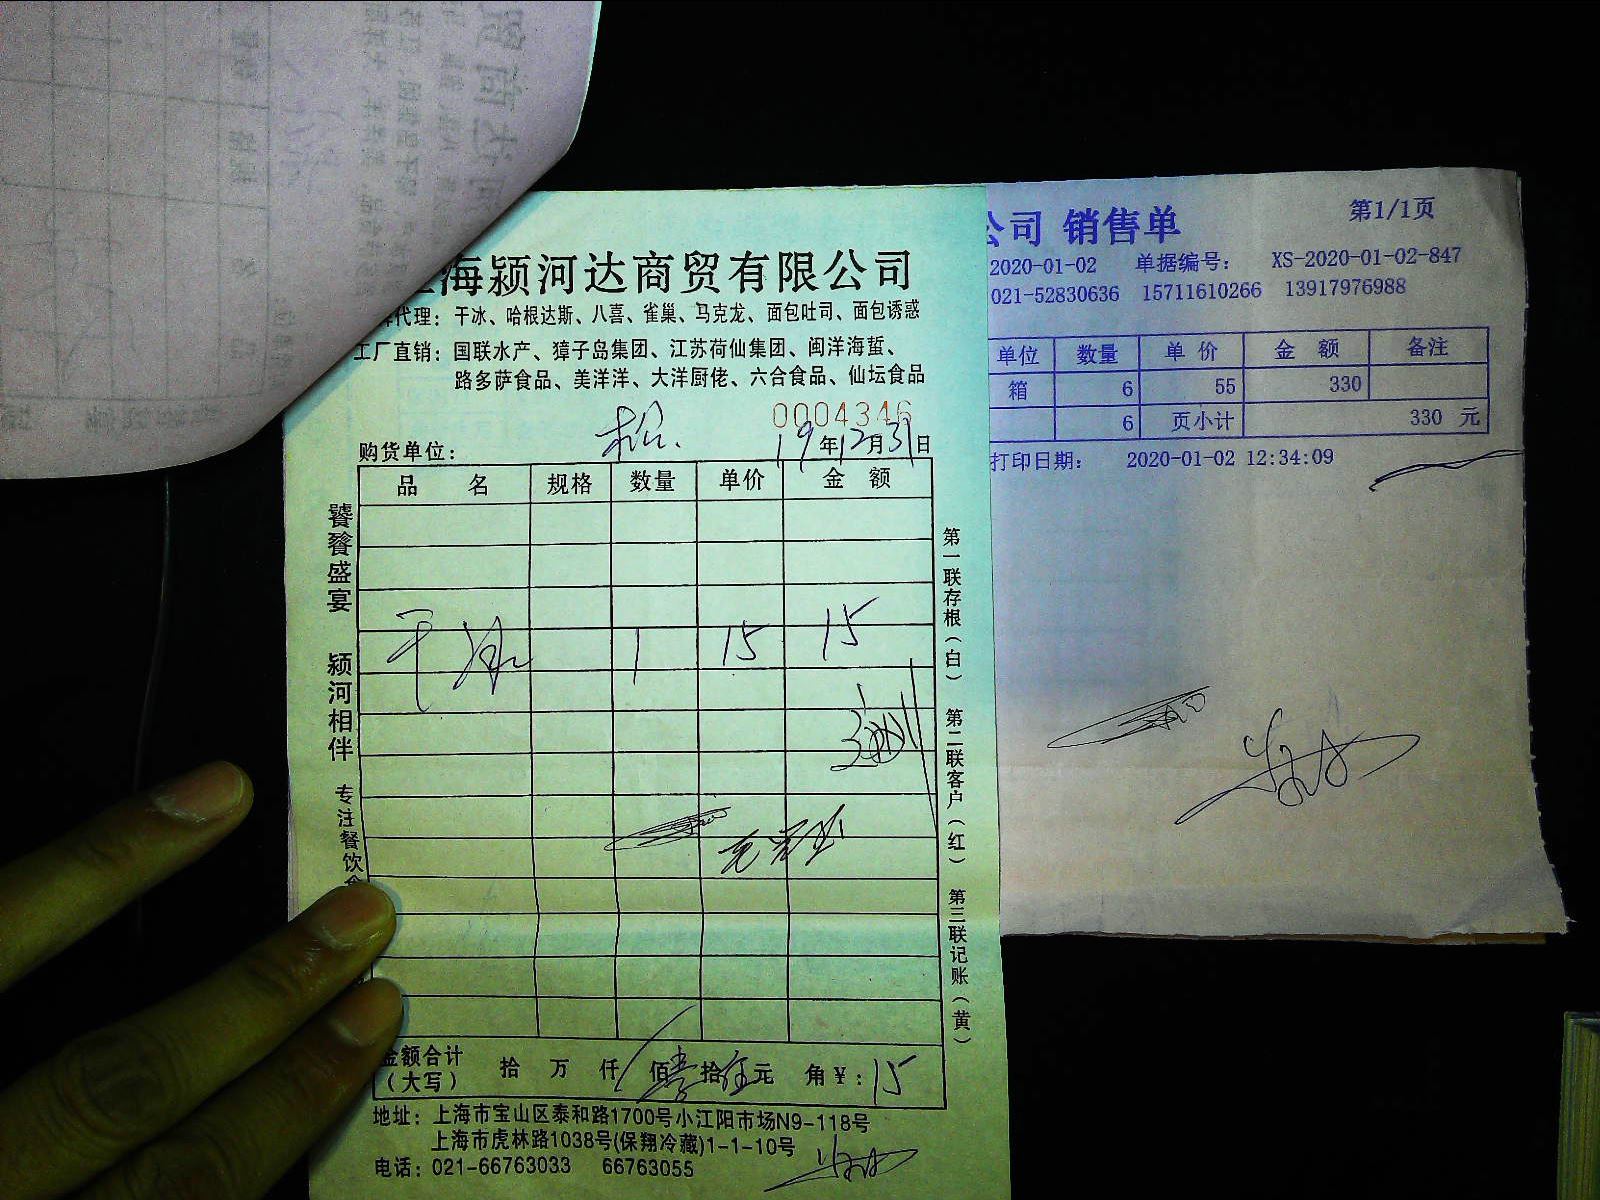 海颍河达商贸有限公司
代理：干冰、哈根达斯、八喜、雀巢、马克龙、面包吐司、面包诱惑
工厂直销：国联水产、獐子岛集团、江苏荷仙集团、闽洋海蜇、
路多萨食品、美洋洋、大洋厨佬、六合食品、仙坛食品
0004346
购货单位： 松. 19年12月31日
品 名 规格 数量 单价 金 额
干冰 1 15 15
金额合计
（大写） 拾 万 仟 佰 壹拾伍元 角￥：15
地址：上海市宝山区泰和路1700号小江阳市场N9-118号
上海市虎林路1038号(保翔冷藏)1-1-10号
电话：021-66763033 66763055
饕餮盛宴 颍河相伴 专注餐饮食
第一联存根（白） 第二联客户（红） 第三联记账（黄）
公司 销售单 第1/1页
2020-01-02 单据编号： XS-2020-01-02-847
021-52830636 15711610266 13917976988
单位 数量 单 价 金 额 备注
箱 6 55 330
6 页小计 330 元
打印日期： 2020-01-02 12:34:09